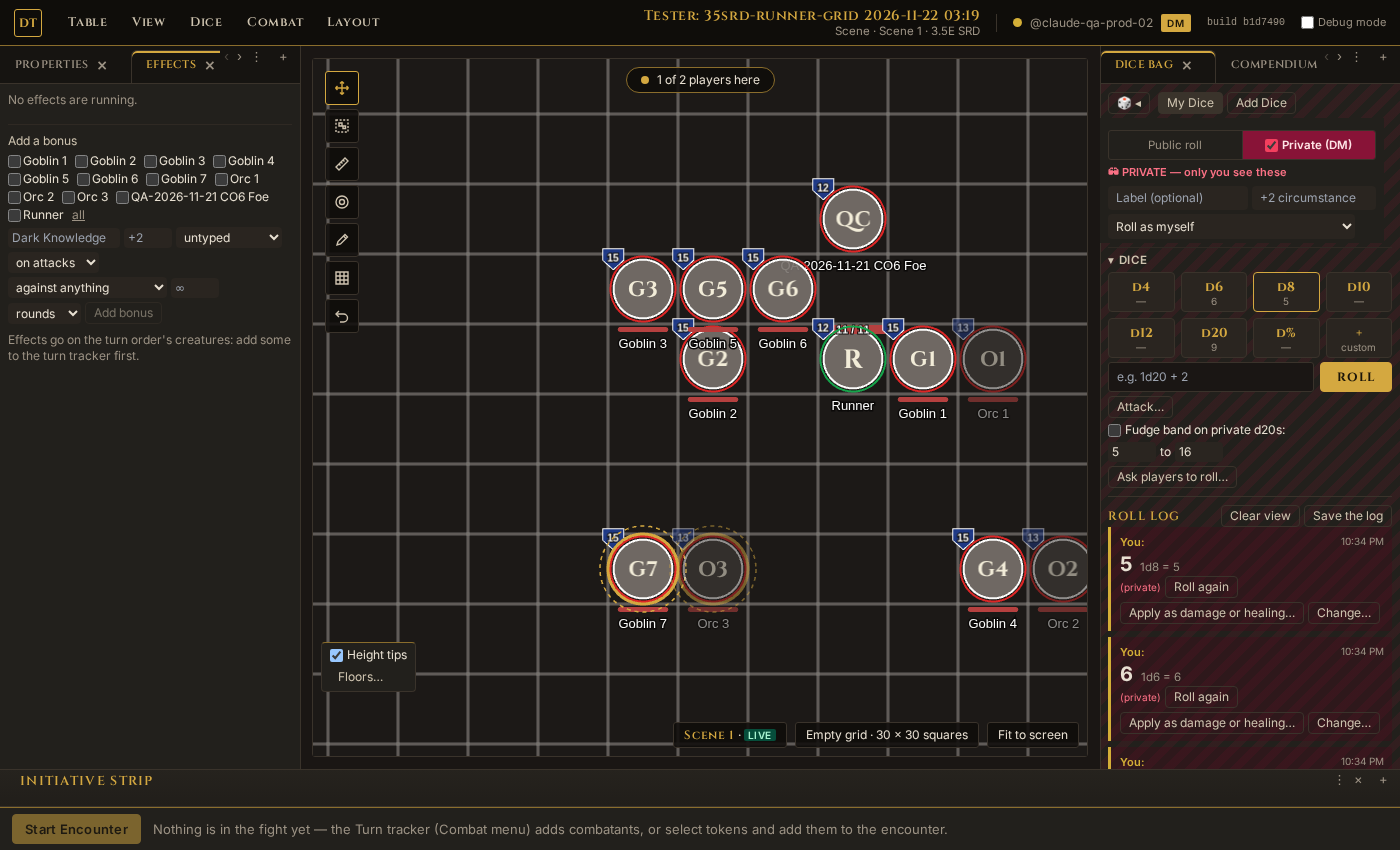 DT
TABLE
VIEW
DICE
COMBAT
LAYOUT
TESTER: 35SRD-RUNNER-GRID 2026-11-22 03:19
Scene · Scene 1 · 3.5E SRD
@claude-qa-prod-02
DM
build b1d7490
Debug mode
PROPERTIES
EFFECTS
No effects are running.
Add a bonus
Goblin 1 Goblin 2 Goblin 3 Goblin 4
Goblin 5 Goblin 6 Goblin 7 Orc 1
Orc 2 Orc 3 QA-2026-11-21 CO6 Foe
Runner all
Dark Knowledge +2 untyped
on attacks
against anything ∞
rounds Add bonus
Effects go on the turn order's creatures: add some
to the turn tracker first.
1 of 2 players here
12
QC
QA-2026-11-21 CO6 Foe
15 15 15
G3 G5 G6
Goblin 3 Goblin 5 Goblin 6
15 12 11/11 15 13
G2 R G1 O1
Goblin 2 Runner Goblin 1 Orc 1
15 13 15 13
G7 O3 G4 O2
Goblin 7 Orc 3 Goblin 4 Orc 2
Height tips
Floors...
SCENE 1 · LIVE
Empty grid · 30 × 30 squares
Fit to screen
DICE BAG
COMPENDIUM
My Dice
Add Dice
Public roll
Private (DM)
PRIVATE — only you see these
Label (optional)
+2 circumstance
Roll as myself
DICE
D4 D6 D8 D10
— 6 5 —
D12 D20 D% +
— 9 — custom
e.g. 1d20 + 2
ROLL
Attack...
Fudge band on private d20s:
5 to 16
Ask players to roll...
ROLL LOG
Clear view
Save the log
You: 10:34 PM
5 1d8 = 5
(private) Roll again
Apply as damage or healing... Change...
You: 10:34 PM
6 1d6 = 6
(private) Roll again
Apply as damage or healing... Change...
You: 10:34 PM
INITIATIVE STRIP
Start Encounter
Nothing is in the fight yet — the Turn tracker (Combat menu) adds combatants, or select tokens and add them to the encounter.